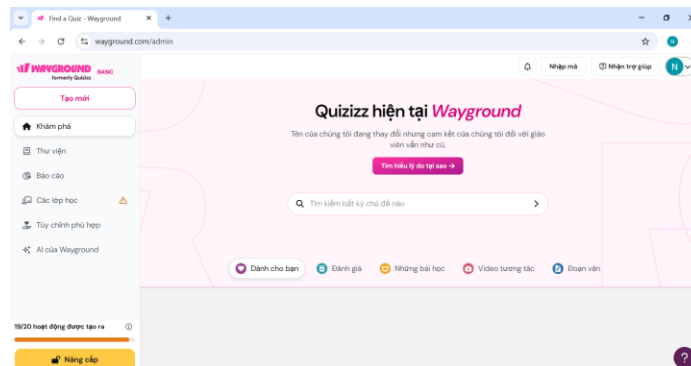 Find a Quiz - Wayground
wayground.com/admin
N
WAYGROUND BASIC
formerly Quizizz
Nhập mã
Nhận trợ giúp
N
Tạo mới
Khám phá
Thư viện
Báo cáo
Các lớp học
Tùy chỉnh phù hợp
AI của Wayground
Quizizz hiện tại Wayground
Tên của chúng tôi đang thay đổi nhưng cam kết của chúng tôi đối với giáo
viên vẫn như cũ.
Tìm hiểu lý do tại sao →
Tìm kiếm bất kỳ chủ đề nào
Dành cho bạn
Đánh giá
Những bài học
Video tương tác
Đoạn văn
19/20 hoạt động được tạo ra
Nâng cấp
?